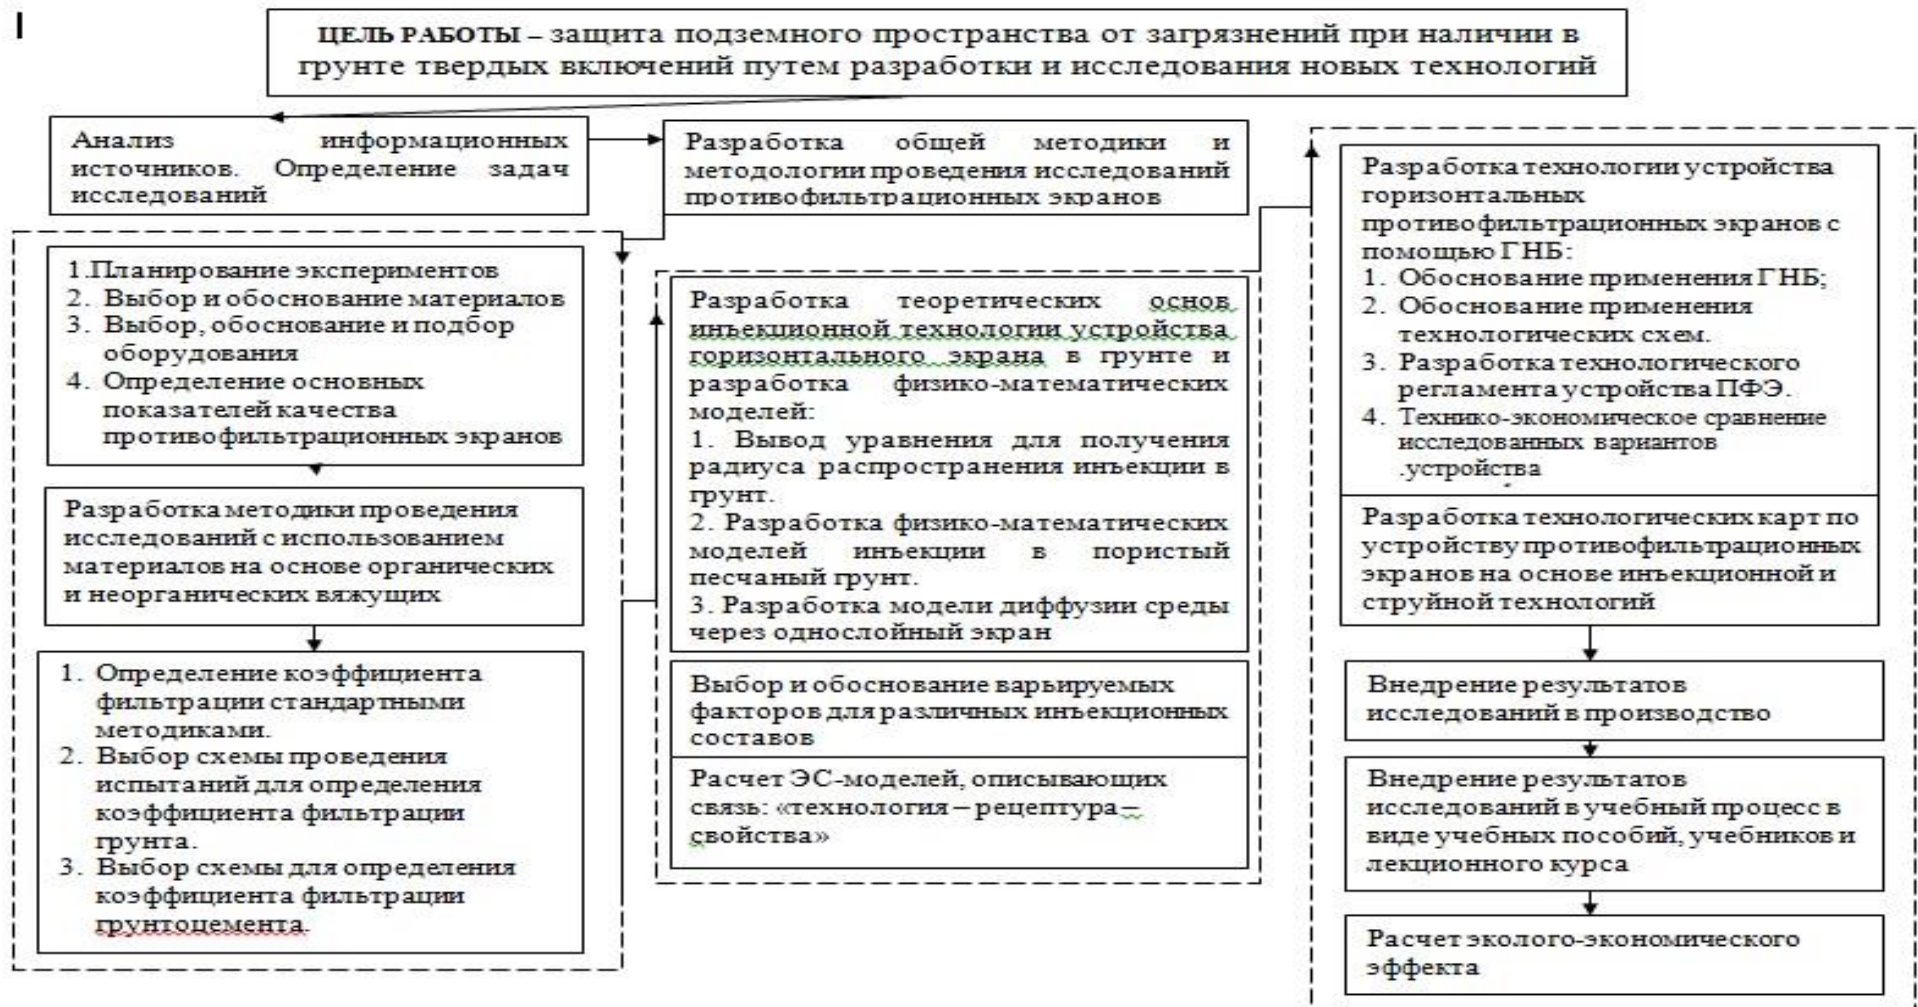 ЦЕЛЬ РАБОТЫ – защита подземного пространства от загрязнений при наличии в
грунте твердых включений путем разработки и исследования новых технологий
Анализ информационных
источников. Определение задач
исследований
Разработка общей методики и
методологии проведения исследований
противофильтрационных экранов
1.Планирование экспериментов
2. Выбор и обоснование материалов
3. Выбор, обоснование и подбор
оборудования
4. Определение основных
показателей качества
противофильтрационных экранов
Разработка методики проведения
исследований с использованием
материалов на основе органических
и неорганических вяжущих
1. Определение коэффициента
фильтрации стандартными
методиками.
2. Выбор схемы проведения
испытаний для определения
коэффициента фильтрации
грунта.
3. Выбор схемы для определения
коэффициента фильтрации
грунтоцемента.
Разработка теоретических основ
инъекционной технологии устройства
горизонтального экрана в грунте и
разработка физико-математических
моделей:
1. Вывод уравнения для получения
радиуса распространения инъекции в
грунт.
2. Разработка физико-математических
моделей инъекции в пористый
песчаный грунт.
3. Разработка модели диффузии среды
через однослойный экран
Выбор и обоснование варьируемых
факторов для различных инъекционных
составов
Расчет ЭС-моделей, описывающих
связь: «технология – рецептура –
свойства»
Разработка технологии устройства
горизонтальных
противофильтрационных экранов с
помощью ГНБ:
1. Обоснование применения ГНБ;
2. Обоснование применения
технологических схем.
3. Разработка технологического
регламента устройства ПФЭ.
4. Технико-экономическое сравнение
исследованных вариантов
.устройства
Разработка технологических карт по
устройству противофильтрационных
экранов на основе инъекционной и
струйной технологий
Внедрение результатов
исследований в производство
Внедрение результатов
исследований в учебный процесс в
виде учебных пособий, учебников и
лекционного курса
Расчет эколого-экономического
эффекта